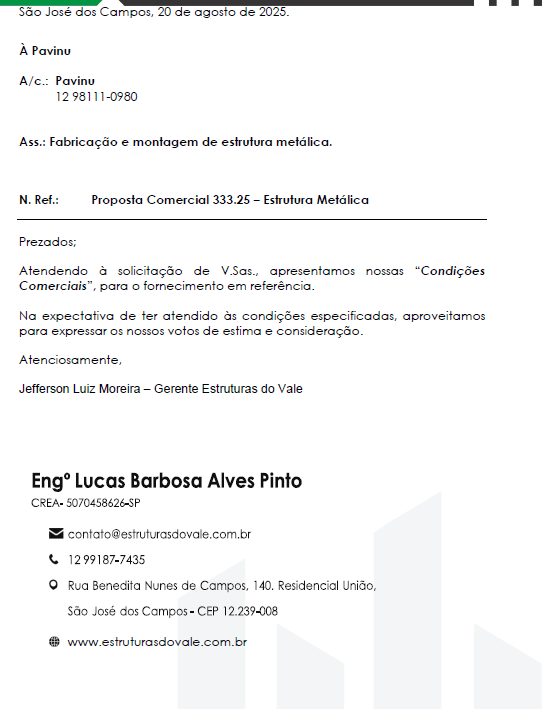 São José dos Campos, 20 de agosto de 2025.
À Pavinu
A/c.: Pavinu
12 98111-0980
Ass.: Fabricação e montagem de estrutura metálica.
N. Ref.: Proposta Comercial 333.25 – Estrutura Metálica
Prezados;
Atendendo à solicitação de V.Sas., apresentamos nossas “Condições
Comerciais”, para o fornecimento em referência.
Na expectativa de ter atendido às condições especificadas, aproveitamos
para expressar os nossos votos de estima e consideração.
Atenciosamente,
Jefferson Luiz Moreira – Gerente Estruturas do Vale
Engº Lucas Barbosa Alves Pinto
CREA- 5070458626-SP
contato@estruturasdovale.com.br
12 99187-7435
Rua Benedita Nunes de Campos, 140. Residencial União,
São José dos Campos - CEP 12.239-008
www.estruturasdovale.com.br